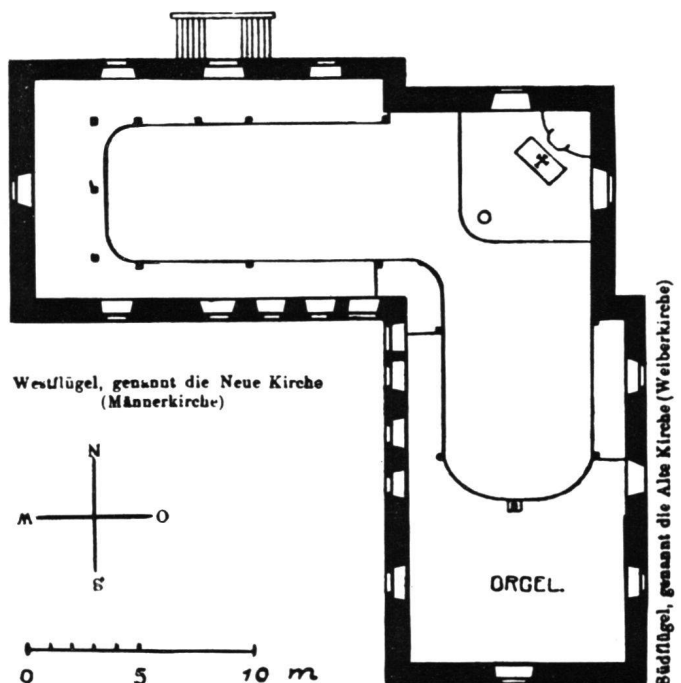 Westflügel, genannt die Neue Kirche
(Männerkirche)
N
W O
S
0 5 10 m
ORGEL.
Südflügel, genannt die Alte Kirche (Weiberkirche)